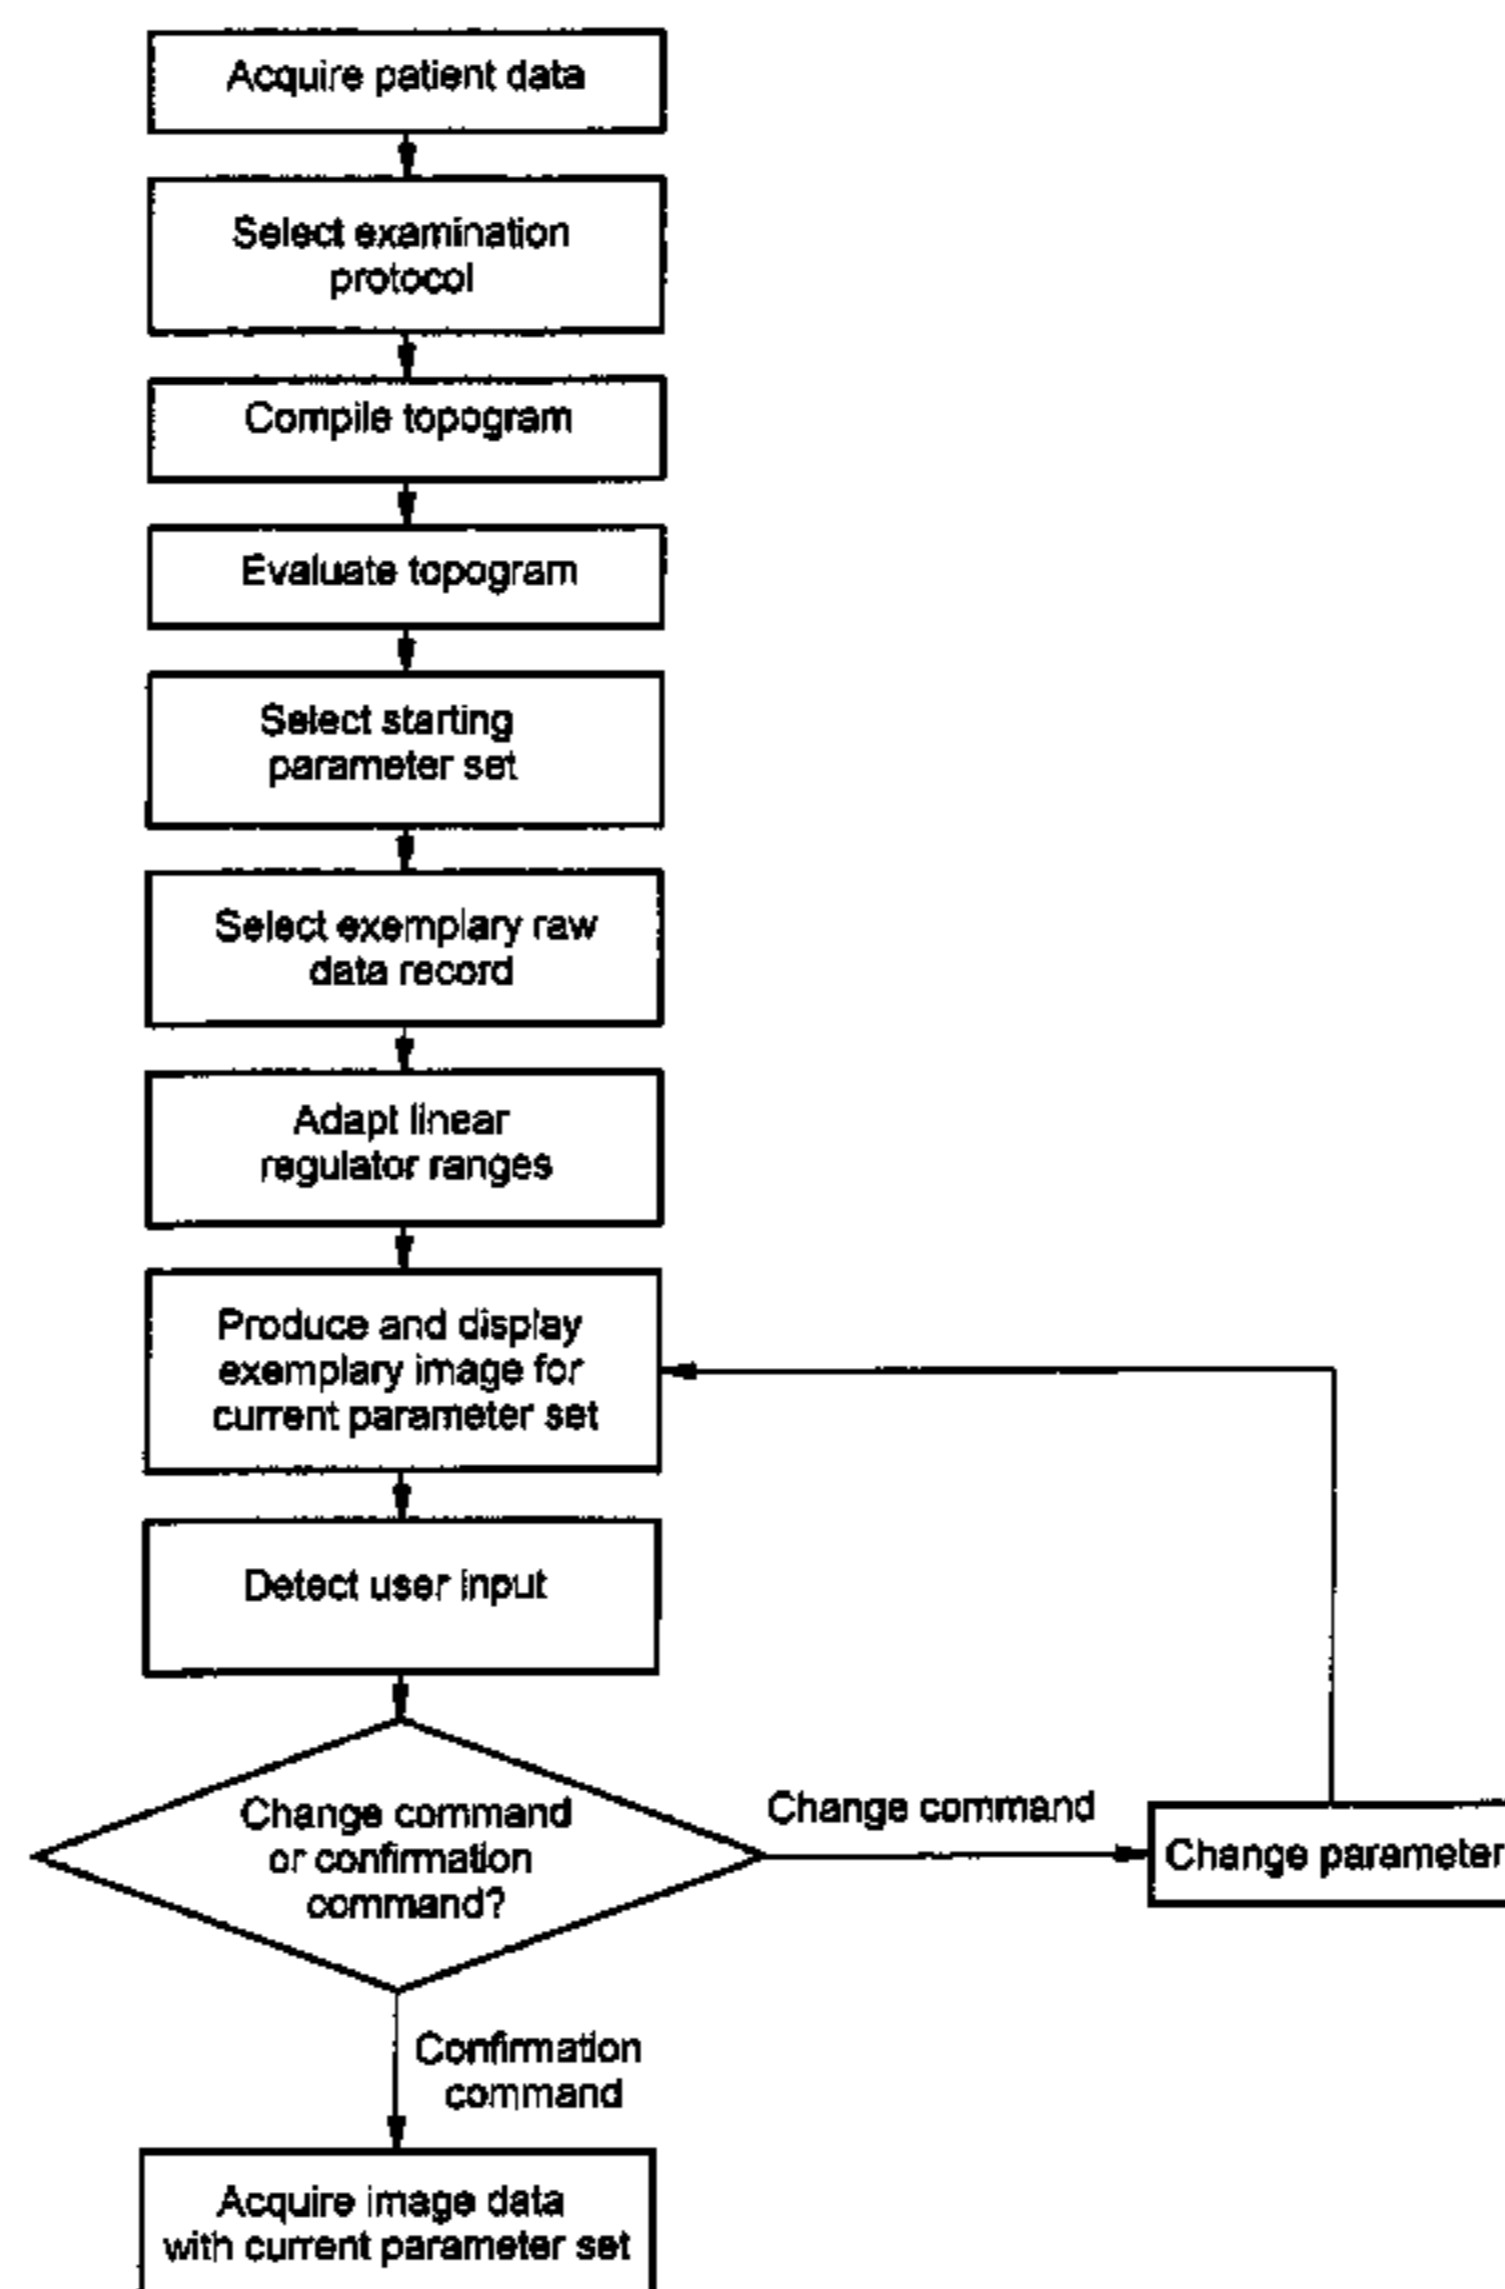 Acquire patient data
Select examination
protocol
Compile topogram
Evaluate topogram
Select starting
parameter set
Select exemplary raw
data record
Adapt linear
regulator ranges
Produce and display
exemplary image for
current parameter set
Detect user input
Change command
or confirmation
command?
Change command
Change parameter
Confirmation
command
Acquire image data
with current parameter set